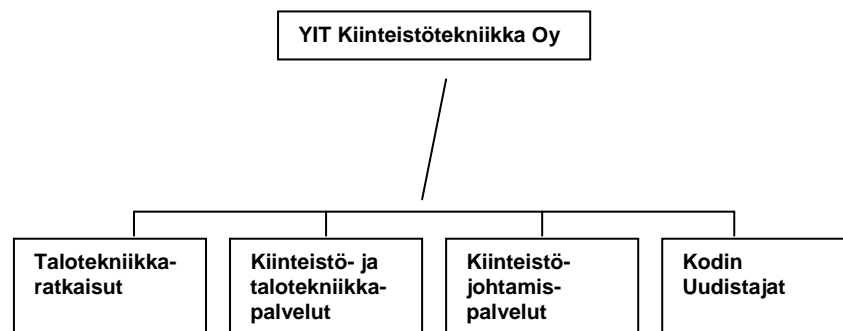 YIT Kiinteistötekniikka Oy
Talotekniikka-
ratkaisut
Kiinteistö- ja
talotekniikka-
palvelut
Kiinteistö-
johtamis-
palvelut
Kodin
Uudistajat